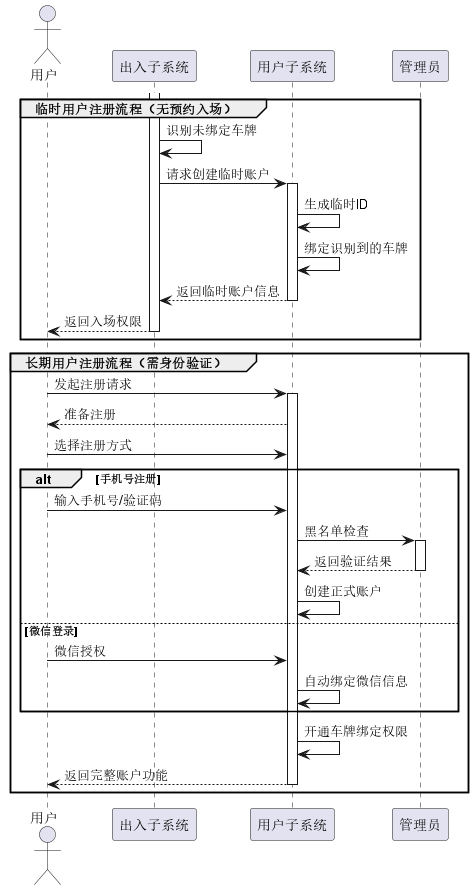 用户
出入子系统
用户子系统
管理员
临时用户注册流程（无预约入场）
识别未绑定车牌
请求创建临时账户
生成临时ID
绑定识别到的车牌
返回临时账户信息
返回入场权限
长期用户注册流程（需身份验证）
发起注册请求
准备注册
选择注册方式
alt [手机号注册]
输入手机号/验证码
黑名单检查
返回验证结果
创建正式账户
[微信登录]
微信授权
自动绑定微信信息
开通车牌绑定权限
返回完整账户功能
用户
出入子系统
用户子系统
管理员